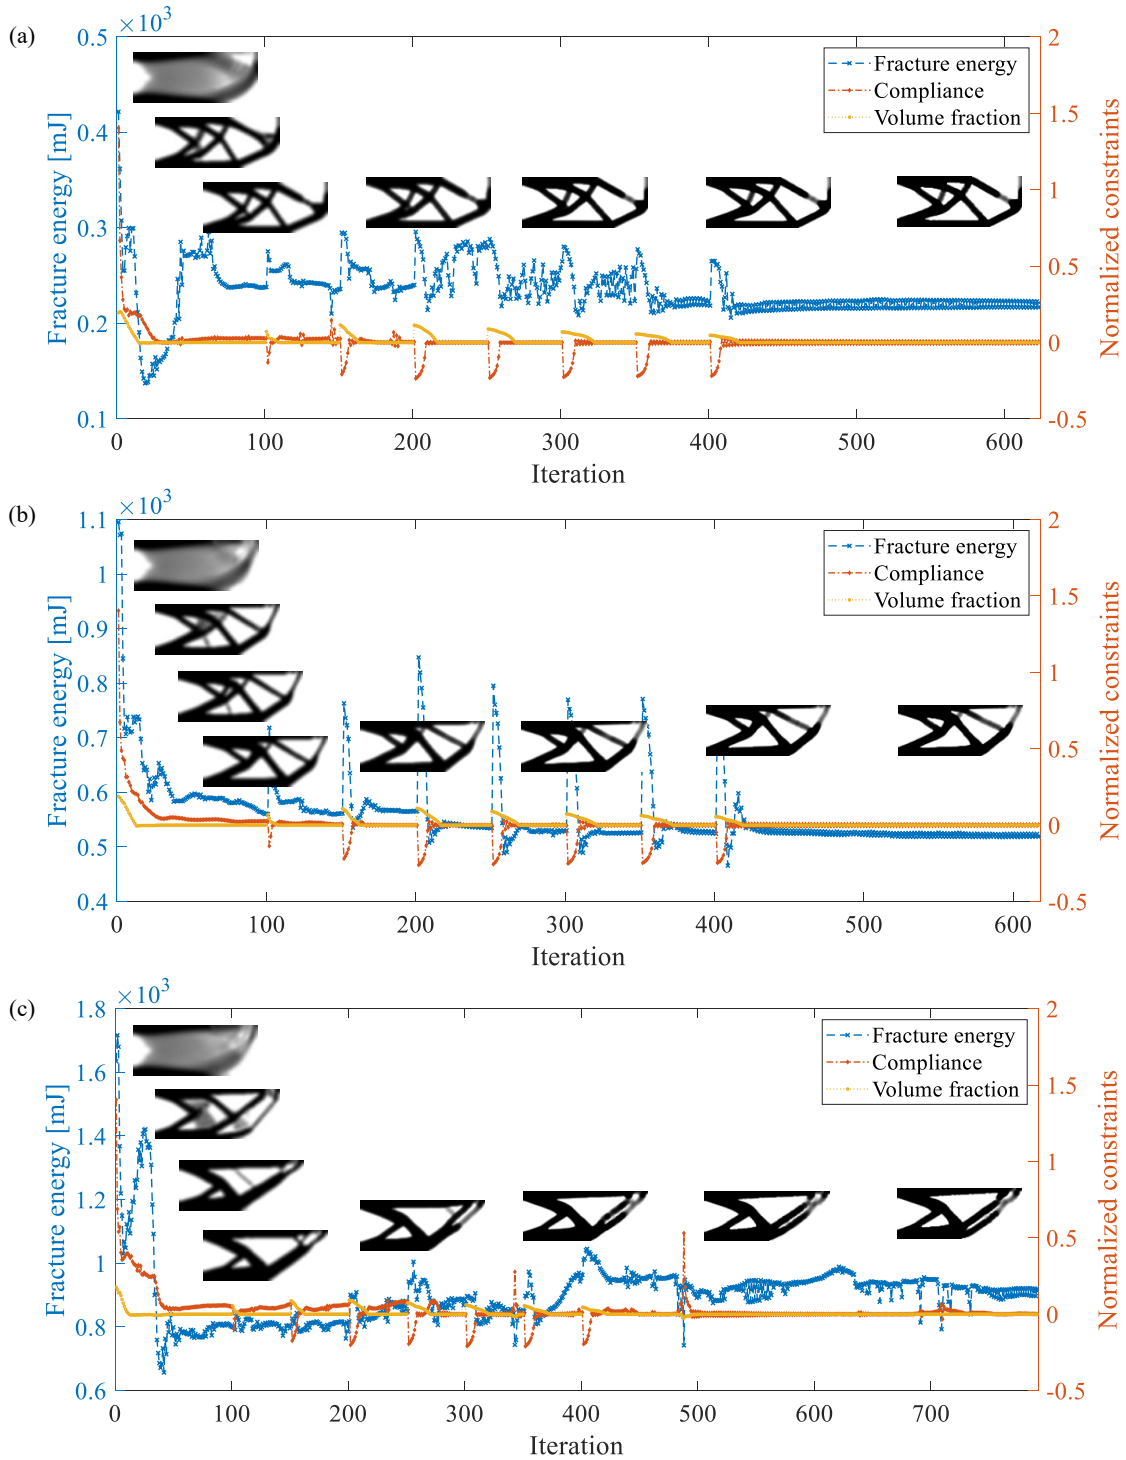 (a)
×10³
0.5
0.4
0.3
0.2
0.1
Fracture energy [mJ]
Fracture energy
Compliance
Volume fraction
2
1.5
1
0.5
0
-0.5
Normalized constraints
0 100 200 300 400 500 600
Iteration
(b)
×10³
1.1
1
0.9
0.8
0.7
0.6
0.5
0.4
Fracture energy [mJ]
Fracture energy
Compliance
Volume fraction
2
1.5
1
0.5
0
-0.5
Normalized constraints
0 100 200 300 400 500 600
Iteration
(c)
×10³
1.8
1.6
1.4
1.2
1
0.8
0.6
Fracture energy [mJ]
Fracture energy
Compliance
Volume fraction
2
1.5
1
0.5
0
-0.5
Normalized constraints
0 100 200 300 400 500 600 700
Iteration